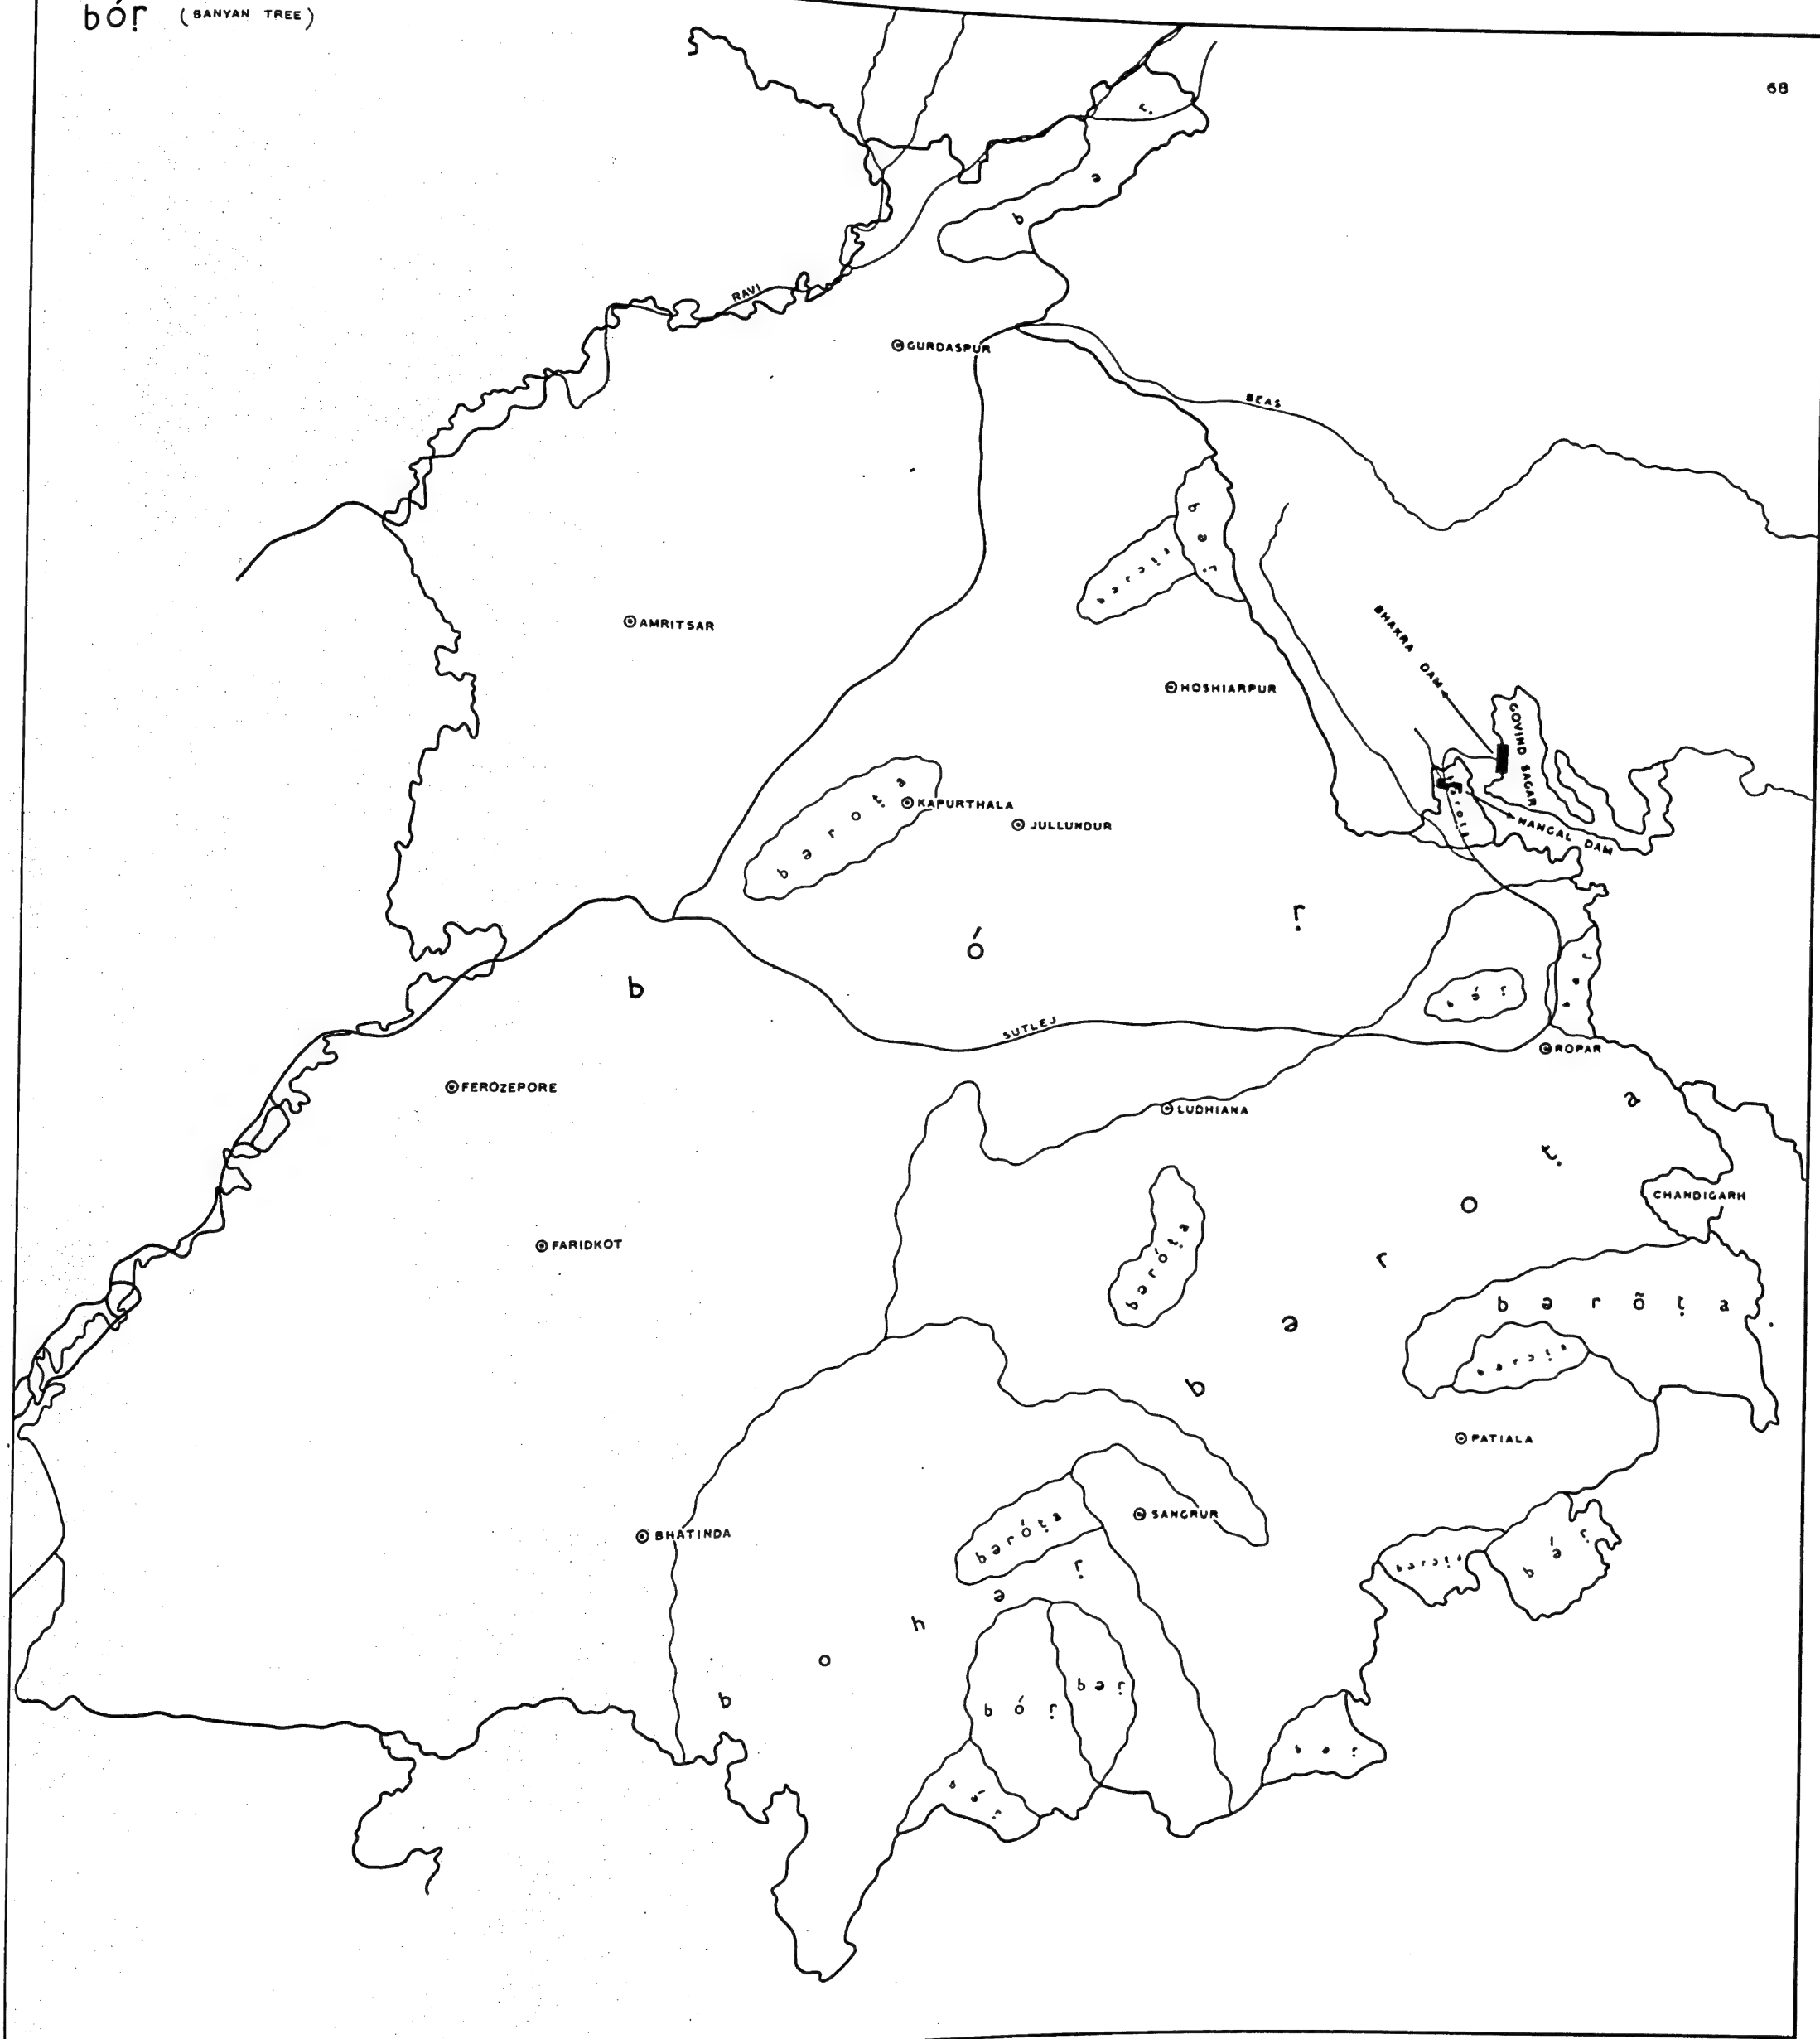 bóṛ (BANYAN TREE)
68
b ə ṛ
RAVI
GURDASPUR
BEAS
b ə ṛ
b ə r o ṭ a
AMRITSAR
BHAKRA DAM
HOSHIARPUR
GOVIND SAGAR
b ə r o ṭ a
KAPURTHALA
JULLUNDUR
NANGAL DAM
b ó ṛ
SUTLEJ
ROPAR
FEROZEPORE
LUDHIANA
CHANDIGARH
b ə r o ṭ a
FARIDKOT
b ə r ó ṭ a
b ə r õ ṭ a
b ə r o ṭ a
PATIALA
SANGRUR
BHATINDA
b ə r ó ṭ a
b ə r o ṭ a
b ə́ ṛ
b o h ə ṛ
b ó ṛ
b ə ṛ
b ə ṛ